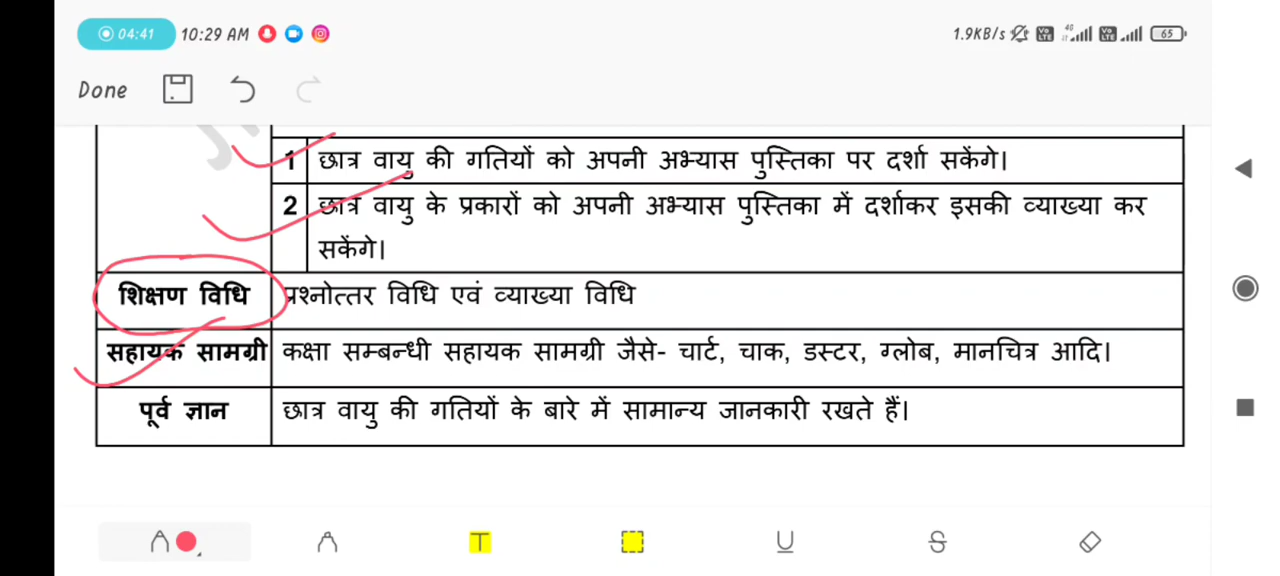 04:41 10:29 AM 1.9KB/s 4G 65
Done
1 छात्र वायु की गतियों को अपनी अभ्यास पुस्तिका पर दर्शा सकेंगे।
2 छात्र वायु के प्रकारों को अपनी अभ्यास पुस्तिका में दर्शाकर इसकी व्याख्या कर
सकेंगे।
शिक्षण विधि प्रश्नोत्तर विधि एवं व्याख्या विधि
सहायक सामग्री कक्षा सम्बन्धी सहायक सामग्री जैसे- चार्ट, चाक, डस्टर, ग्लोब, मानचित्र आदि।
पूर्व ज्ञान छात्र वायु की गतियों के बारे में सामान्य जानकारी रखते हैं।